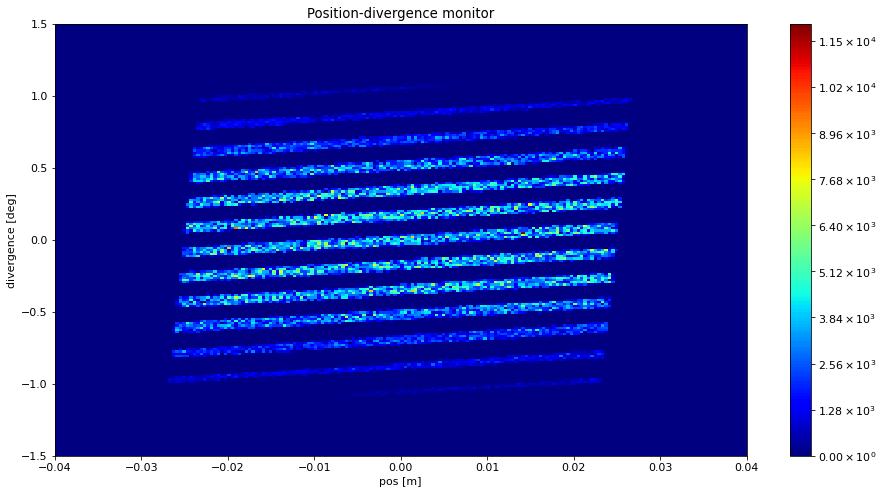 Position-divergence monitor
1.5
1.0
0.5
0.0
−0.5
−1.0
−1.5
divergence [deg]
−0.04
−0.03
−0.02
−0.01
0.00
0.01
0.02
0.03
0.04
pos [m]
1.15 × 10⁴
1.02 × 10⁴
8.96 × 10³
7.68 × 10³
6.40 × 10³
5.12 × 10³
3.84 × 10³
2.56 × 10³
1.28 × 10³
0.00 × 10⁰